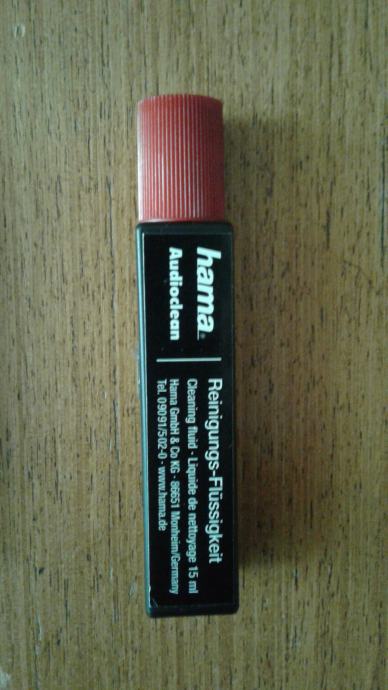 hama®
Audioclean
Reinigungs-Flüssigkeit
Cleaning fluid · Liquide de nettoyage 15 ml
Hama GmbH & Co KG · 86651 Monheim/Germany
Tel. 09091/502-0 · www.hama.de